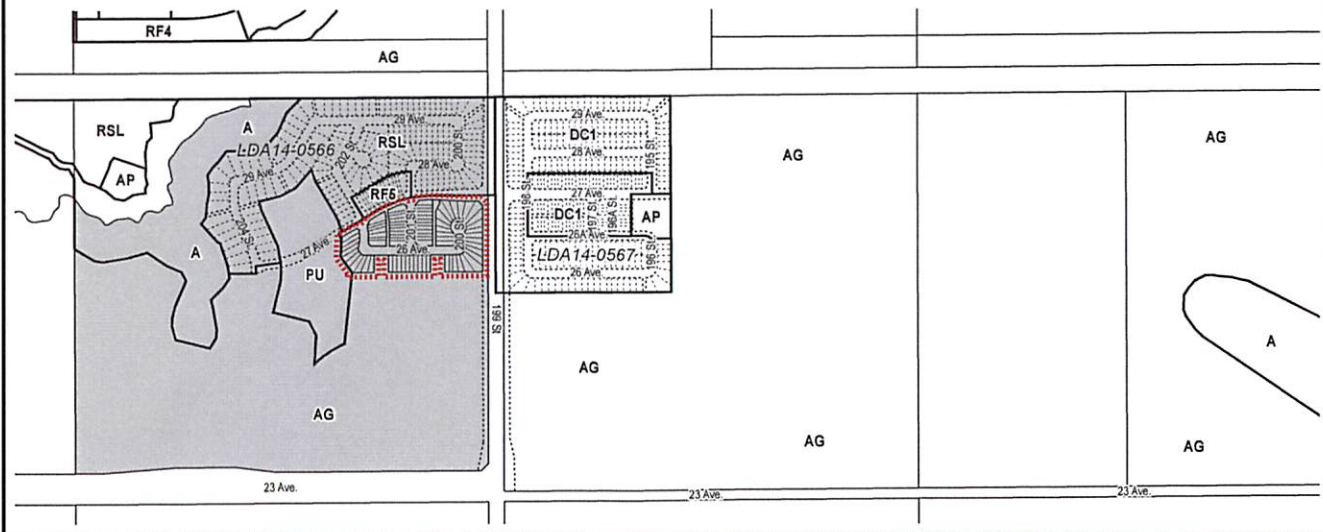 RF4
AG
RSL
AP
A
LDA14-0566
29 Ave.
202 St.
RSL
28 Ave.
200 St.
29 Ave.
RF5
204 St.
27 Ave.
A
PU
201 St.
26 Ave.
200 St.
AG
23 Ave.
199 St
29 Ave.
DC1
28 Ave.
195 St.
198 St.
27 Ave.
DC1
197 St.
196A St.
AP
26A Ave.
LDA14-0567
196 St.
26 Ave.
AG
AG
AG
AG
A
AG
23 Ave.
23 Ave.